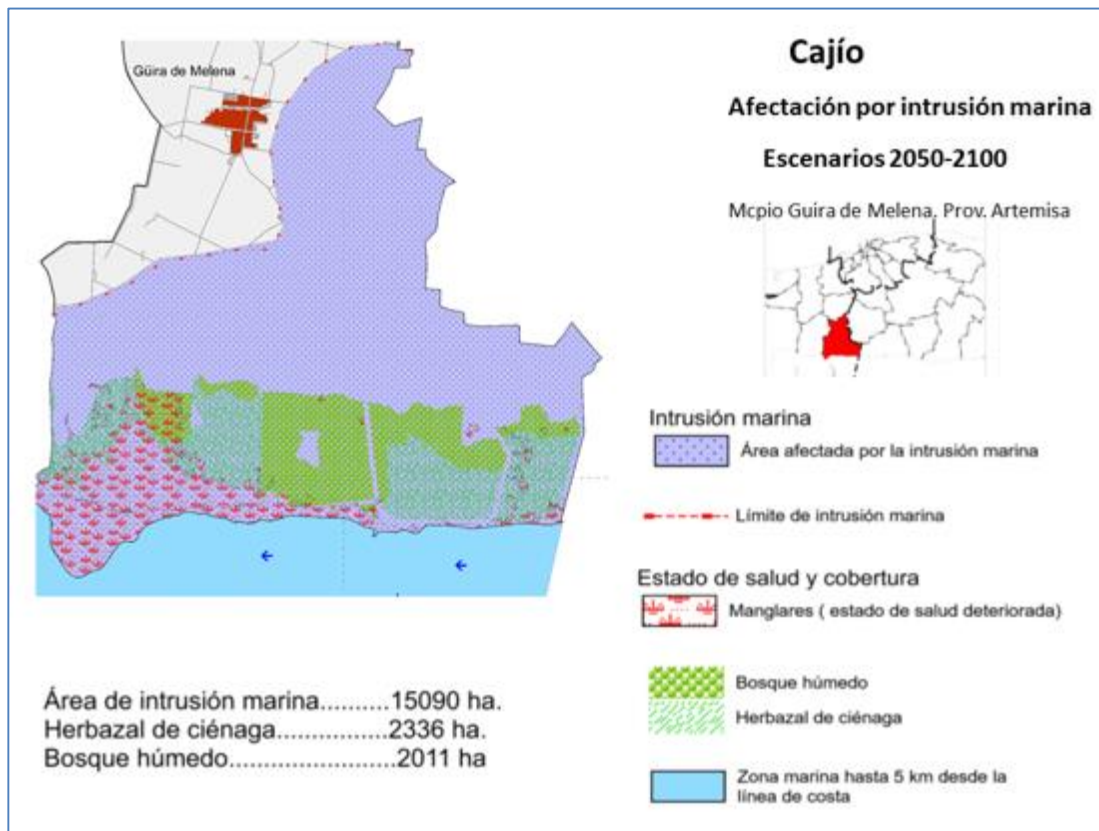 Cajío
Afectación por intrusión marina
Escenarios 2050-2100
Mcpio Guira de Melena. Prov. Artemisa
Güira de Melena
Intrusión marina
Área afectada por la intrusión marina
Límite de intrusión marina
Estado de salud y cobertura
Manglares ( estado de salud deteriorada)
Bosque húmedo
Herbazal de ciénaga
Zona marina hasta 5 km desde la
línea de costa
Área de intrusión marina..........15090 ha.
Herbazal de ciénaga................2336 ha.
Bosque húmedo........................2011 ha